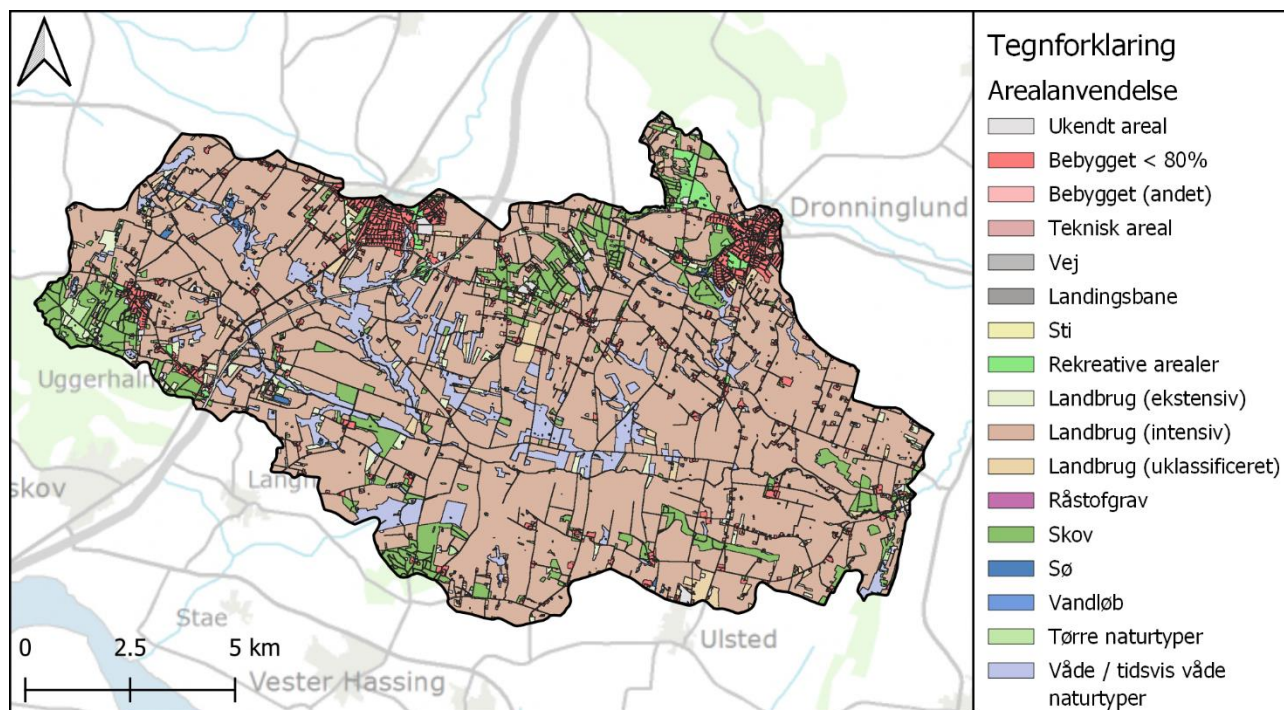 Tegnforklaring
Arealanvendelse
Ukendt areal
Bebygget < 80%
Bebygget (andet)
Teknisk areal
Vej
Landingsbane
Sti
Rekreative arealer
Landbrug (ekstensiv)
Landbrug (intensiv)
Landbrug (uklassificeret)
Råstofgrav
Skov
Sø
Vandløb
Tørre naturtyper
Våde / tidsvis våde
naturtyper
Dronninglund
Uggerhalm
skov
Langh
Stae
Ulsted
Vester Hassing
0 2.5 5 km